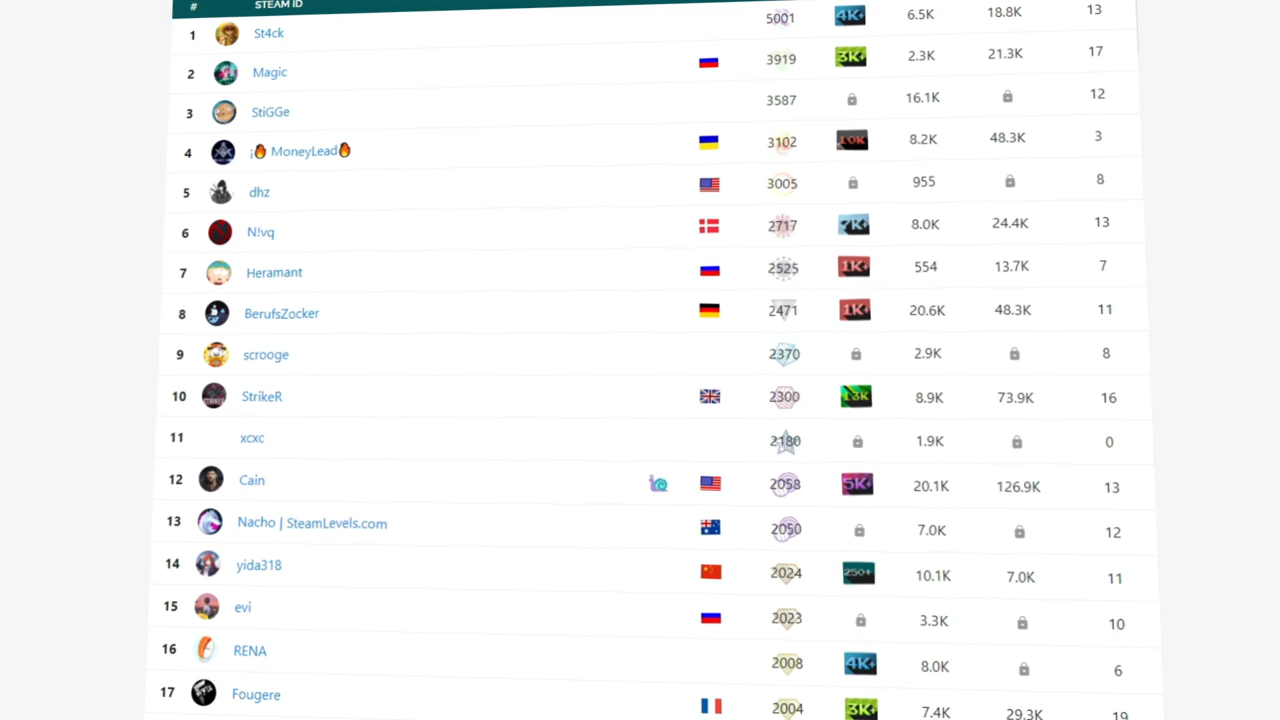 # STEAM ID
1 St4ck 5001 4K+ 6.5K 18.8K 13
2 Magic 3919 3K+ 2.3K 21.3K 17
3 StiGGe 3587 16.1K 12
4 ¡🔥 MoneyLead🔥 3102 10K 8.2K 48.3K 3
5 dhz 3005 955 8
6 N!vq 2717 7K+ 8.0K 24.4K 13
7 Heramant 2525 1K+ 554 13.7K 7
8 BerufsZocker 2471 1K+ 20.6K 48.3K 11
9 scrooge 2370 2.9K 8
10 StrikeR 2300 13K 8.9K 73.9K 16
11 xcxc 2180 1.9K 0
12 Cain 2058 5K+ 20.1K 126.9K 13
13 Nacho | SteamLevels.com 2050 7.0K 12
14 yida318 2024 250+ 10.1K 7.0K 11
15 evi 2023 3.3K 10
16 RENA 2008 4K+ 8.0K 6
17 Fougere 2004 3K+ 7.4K 29.3K 19